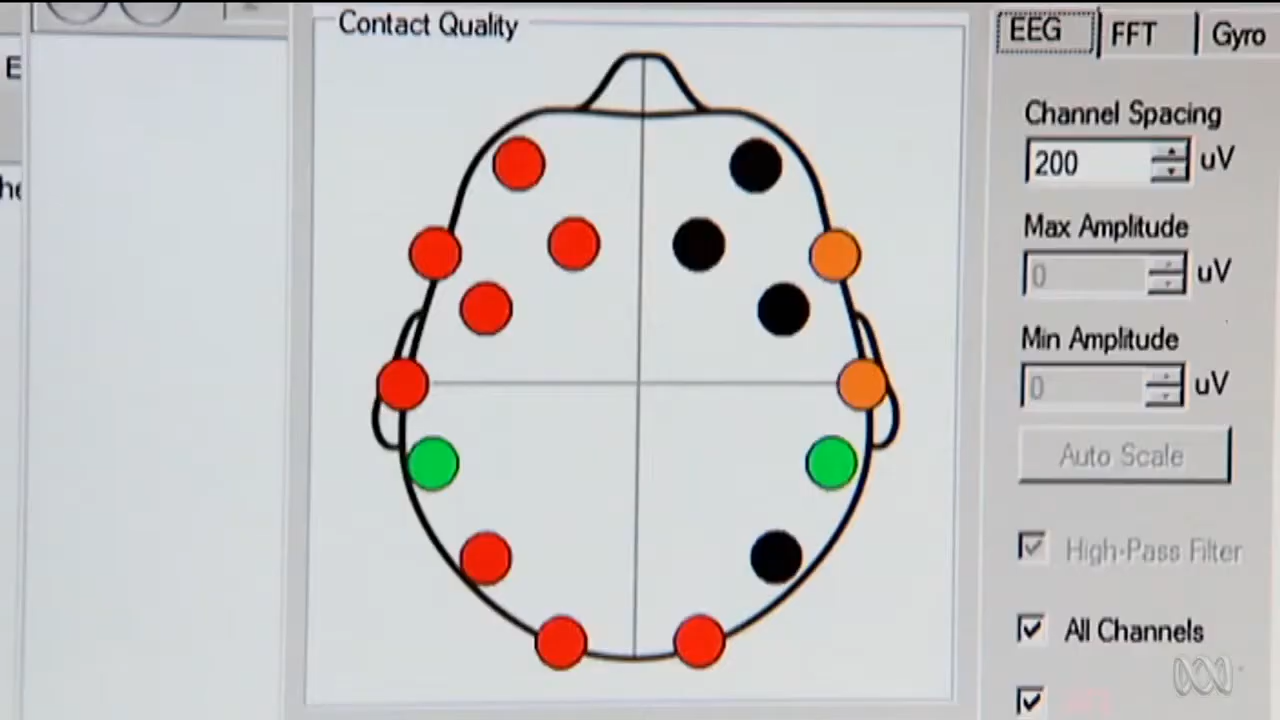 Contact Quality
EEG
FFT
Gyro
E
Channel Spacing
200
uV
he
Max Amplitude
0
uV
Min Amplitude
0
uV
Auto Scale
High-Pass Filter
All Channels